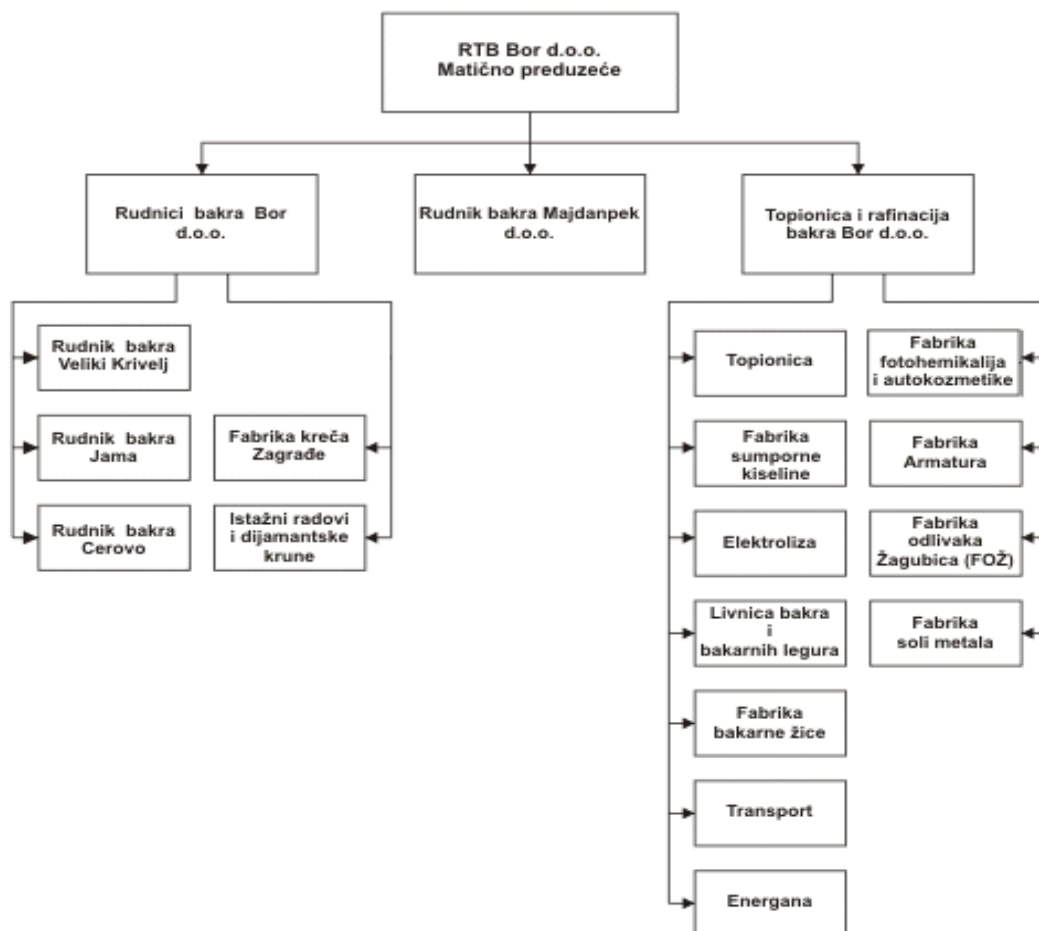 RTB Bor d.o.o.
Matično preduzeće
Rudnici bakra Bor
d.o.o.
Rudnik bakra Majdanpek
d.o.o.
Topionica i rafinacija
bakra Bor d.o.o.
Rudnik bakra
Veliki Krivelj
Rudnik bakra
Jama
Rudnik bakra
Cerovo
Fabrika kreča
Zagrađe
Istažni radovi
i dijamantske
krune
Topionica
Fabrika
sumporne
kiseline
Elektroliza
Livnica bakra
i
bakarnih legura
Fabrika
bakarne žice
Transport
Energana
Fabrika
fotohemikalija
i autokozmetike
Fabrika
Armatura
Fabrika
odlivaka
Žagubica (FOŽ)
Fabrika
soli metala